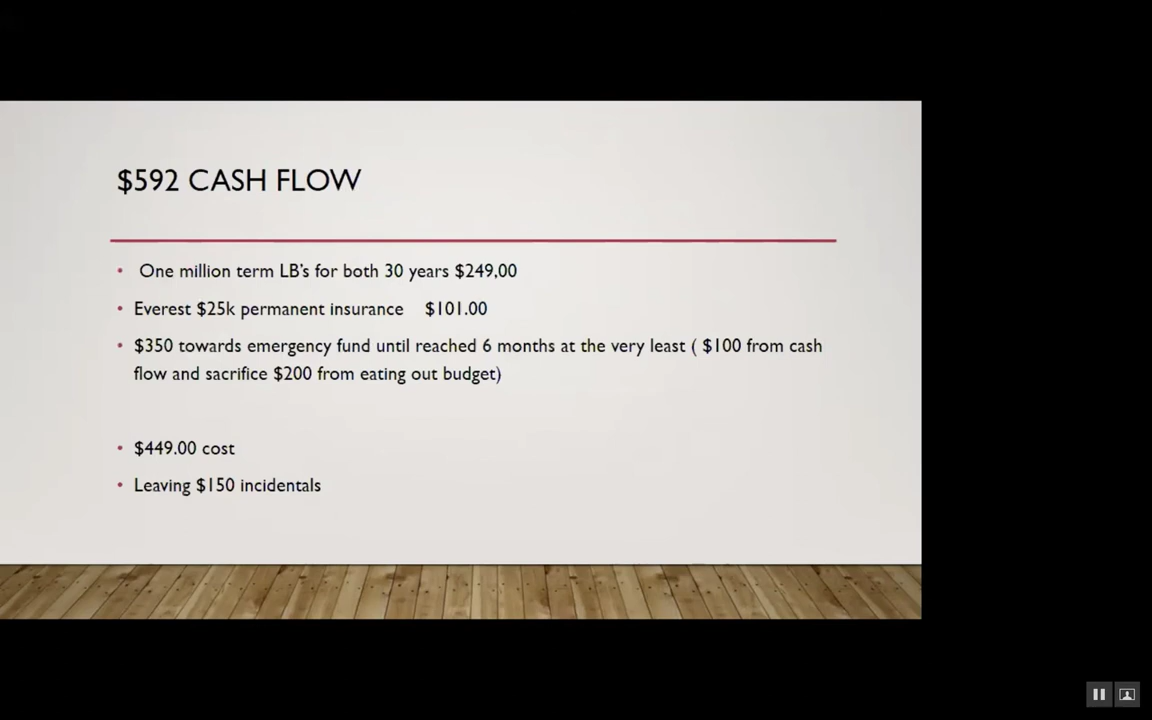 $592 CASH FLOW
• One million term LB's for both 30 years $249,00
• Everest $25k permanent insurance $101.00
• $350 towards emergency fund until reached 6 months at the very least ( $100 from cash
flow and sacrifice $200 from eating out budget)
• $449.00 cost
• Leaving $150 incidentals